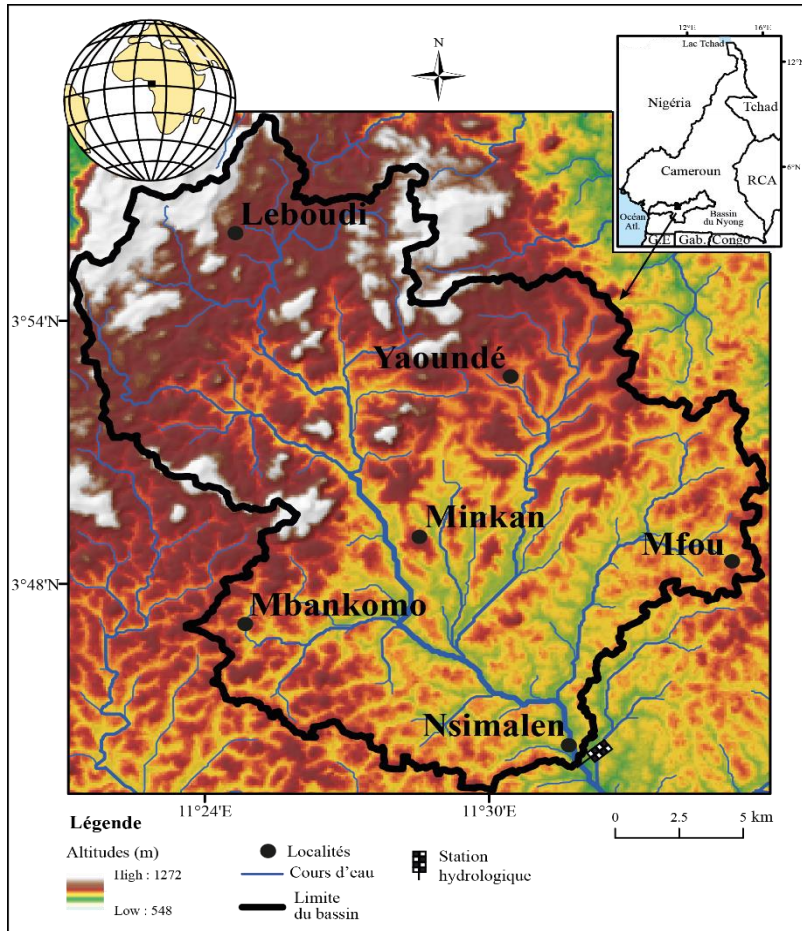 N
12°E
16°E
Lac Tchad
12°N
Nigéria
Tchad
6°N
Cameroun
RCA
Océan
Atl.
Bassin
du Nyong
G.E
Gab.
Congo
Leboudi
3°54'N
Yaoundé
Minkan
Mfou
3°48'N
Mbankomo
Nsimalen
11°24'E
11°30'E
0 2.5 5 km
Légende
Altitudes (m)
High : 1272
Low : 548
Localités
Cours d'eau
Limite
du bassin
Station
hydrologique